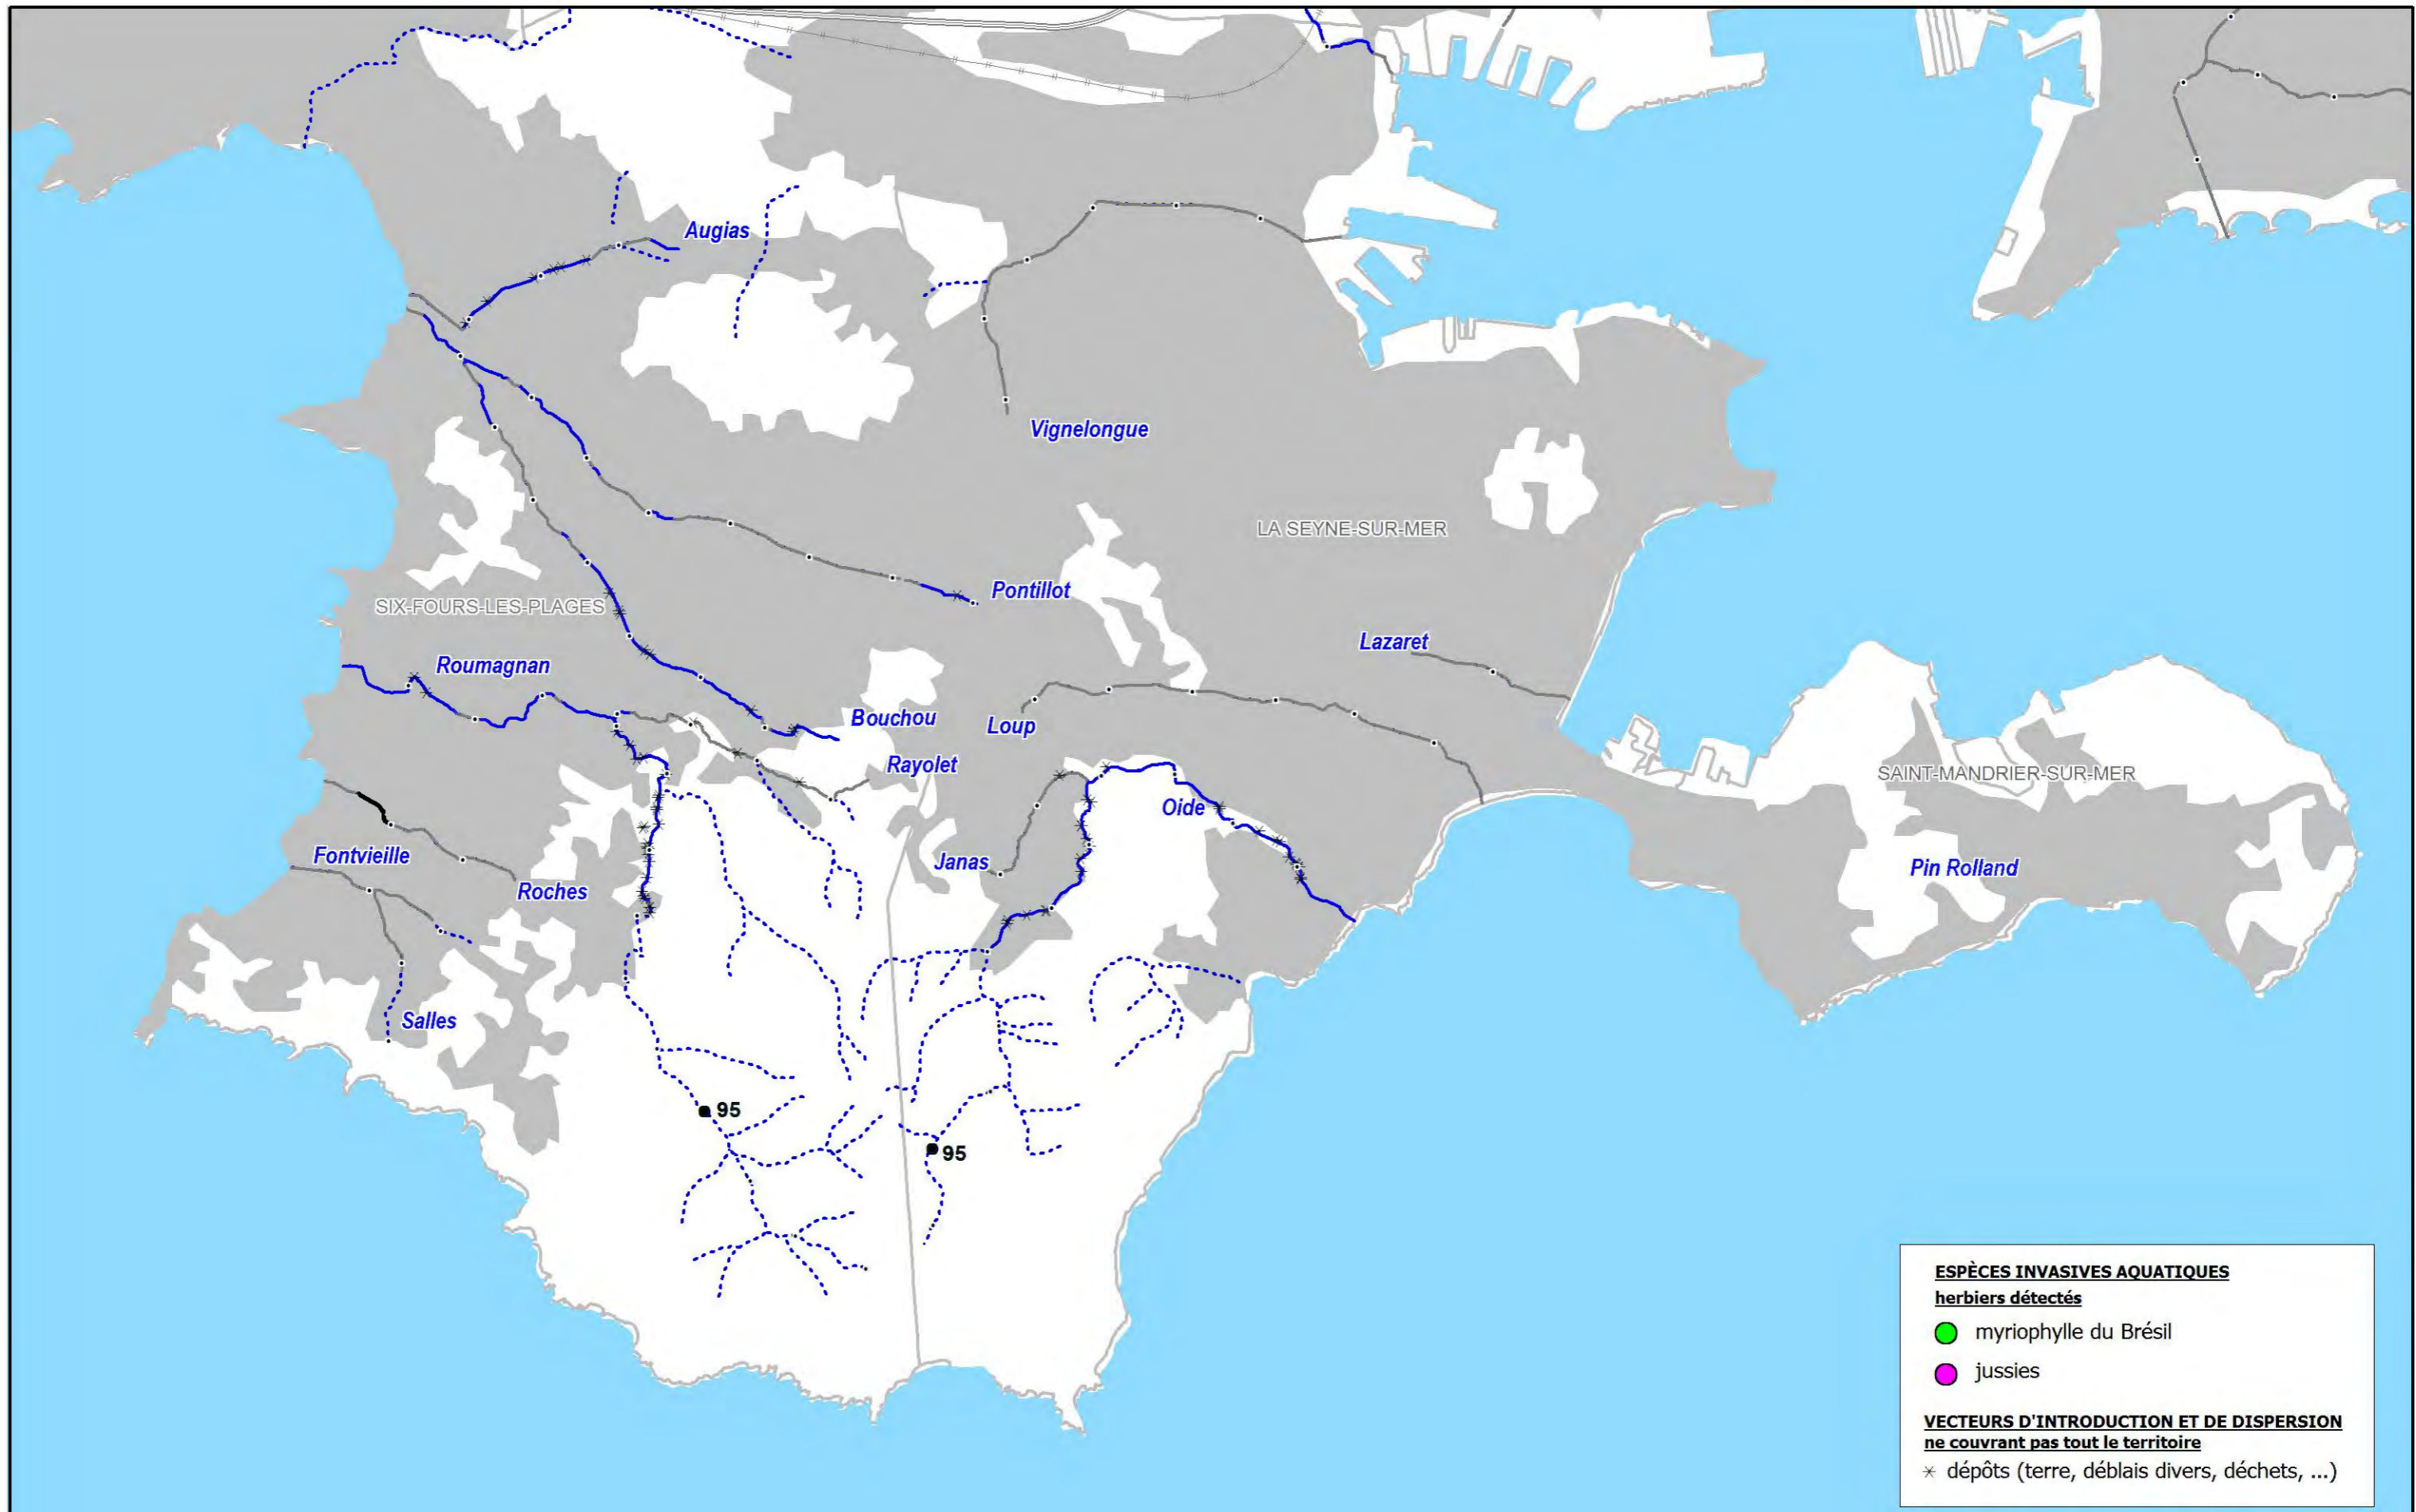 Augias
Vignelongue
LA SEYNE-SUR-MER
Pontillot
SIX-FOURS-LES-PLAGES
Lazaret
Roumagnan
Bouchou
Loup
Rayolet
SAINT-MANDRIER-SUR-MER
Oide
Fontvieille
Janas
Pin Rolland
Roches
Salles
95
95
ESPÈCES INVASIVES AQUATIQUES
herbiers détectés
myriophylle du Brésil
jussies
VECTEURS D'INTRODUCTION ET DE DISPERSION
ne couvrant pas tout le territoire
dépôts (terre, déblais divers, déchets, ...)